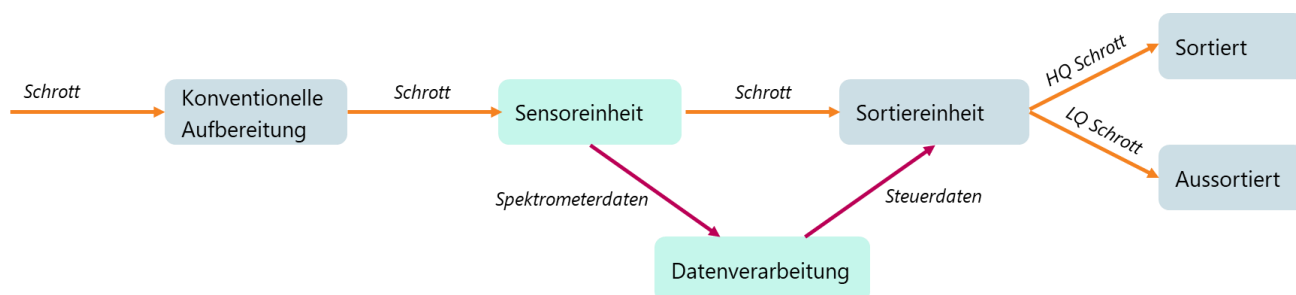 Schrott
Konventionelle
Aufbereitung
Schrott
Sensoreinheit
Schrott
Sortiereinheit
HQ Schrott
Sortiert
LQ Schrott
Aussortiert
Spektrometerdaten
Steuerdaten
Datenverarbeitung